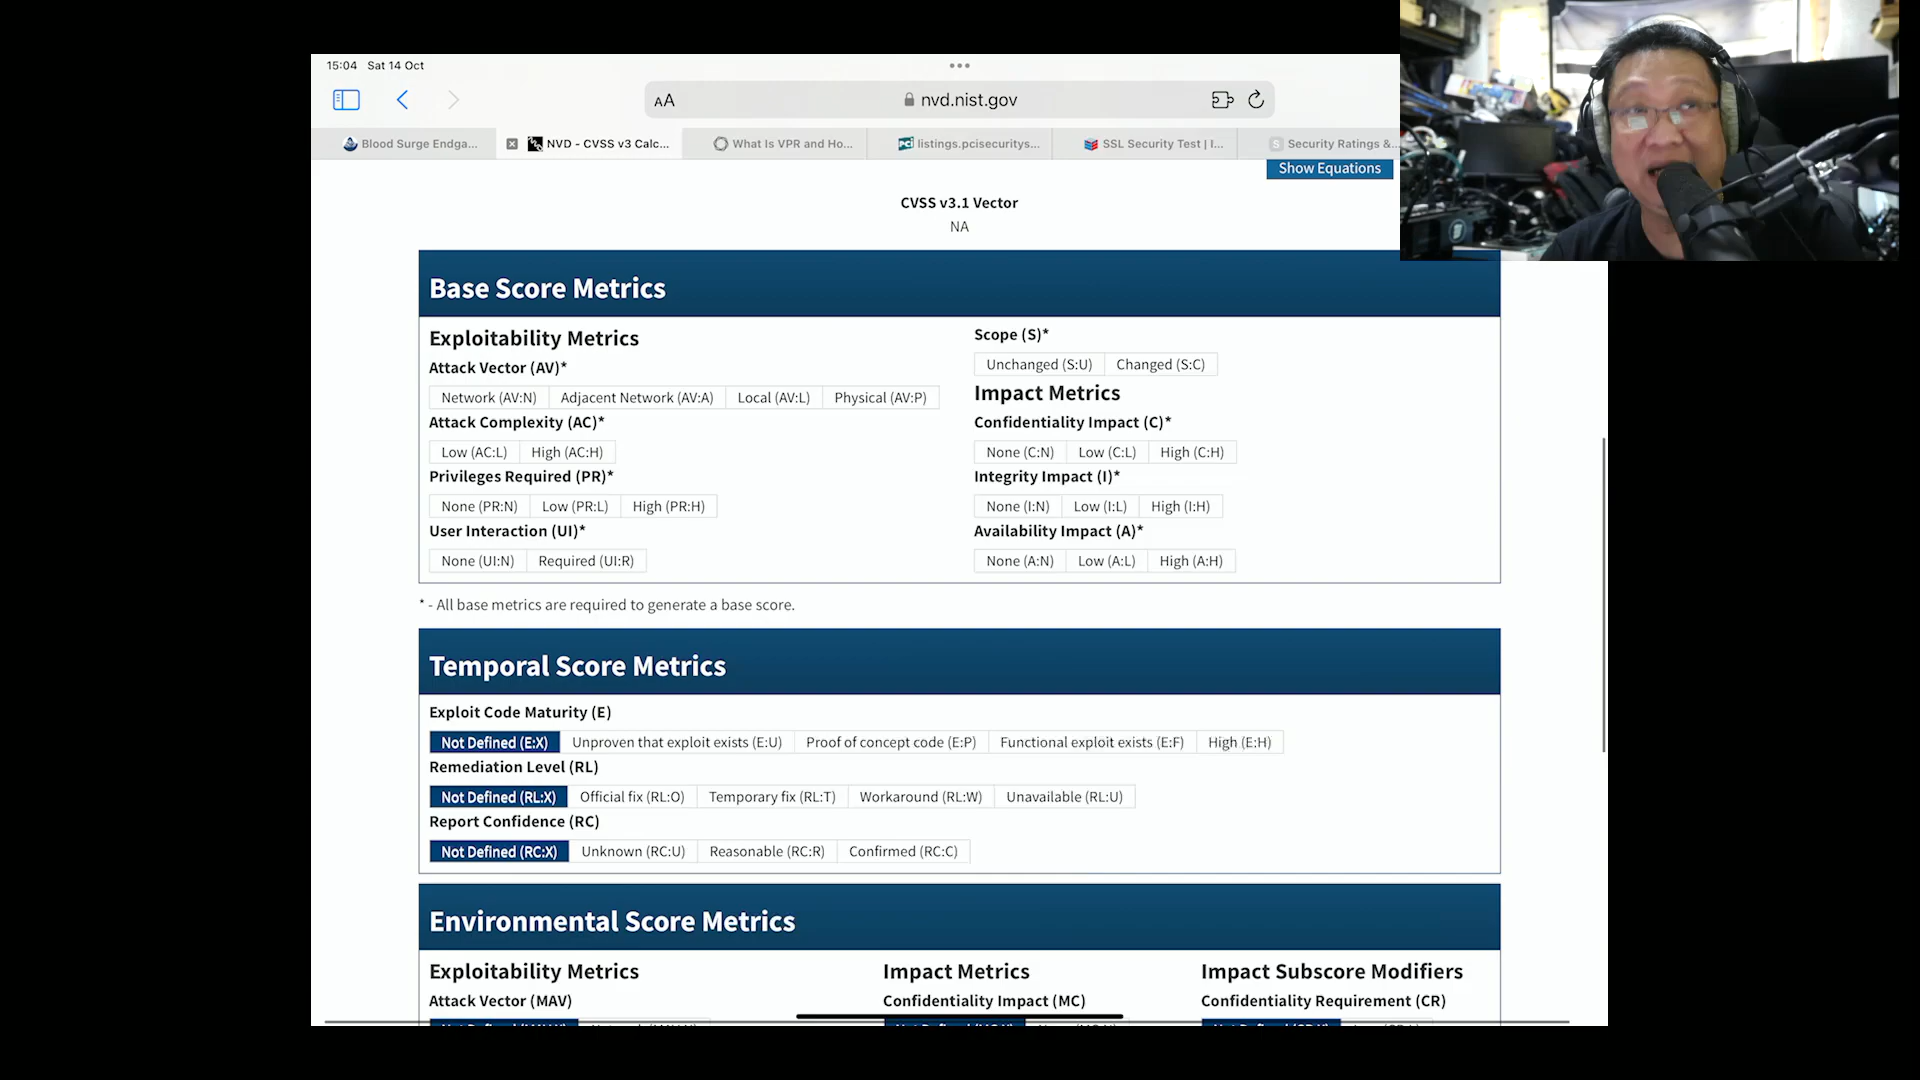 15:04 Sat 14 Oct
AA nvd.nist.gov
Blood Surge Endga... NVD - CVSS v3 Calc... What Is VPR and Ho... listings.pcisecuritys... SSL Security Test | I... Security Ratings &...
Show Equations
CVSS v3.1 Vector
NA
Base Score Metrics
Exploitability Metrics
Attack Vector (AV)*
Network (AV:N) Adjacent Network (AV:A) Local (AV:L) Physical (AV:P)
Attack Complexity (AC)*
Low (AC:L) High (AC:H)
Privileges Required (PR)*
None (PR:N) Low (PR:L) High (PR:H)
User Interaction (UI)*
None (UI:N) Required (UI:R)
Scope (S)*
Unchanged (S:U) Changed (S:C)
Impact Metrics
Confidentiality Impact (C)*
None (C:N) Low (C:L) High (C:H)
Integrity Impact (I)*
None (I:N) Low (I:L) High (I:H)
Availability Impact (A)*
None (A:N) Low (A:L) High (A:H)
* - All base metrics are required to generate a base score.
Temporal Score Metrics
Exploit Code Maturity (E)
Not Defined (E:X) Unproven that exploit exists (E:U) Proof of concept code (E:P) Functional exploit exists (E:F) High (E:H)
Remediation Level (RL)
Not Defined (RL:X) Official fix (RL:O) Temporary fix (RL:T) Workaround (RL:W) Unavailable (RL:U)
Report Confidence (RC)
Not Defined (RC:X) Unknown (RC:U) Reasonable (RC:R) Confirmed (RC:C)
Environmental Score Metrics
Exploitability Metrics
Attack Vector (MAV)
Impact Metrics
Confidentiality Impact (MC)
Impact Subscore Modifiers
Confidentiality Requirement (CR)